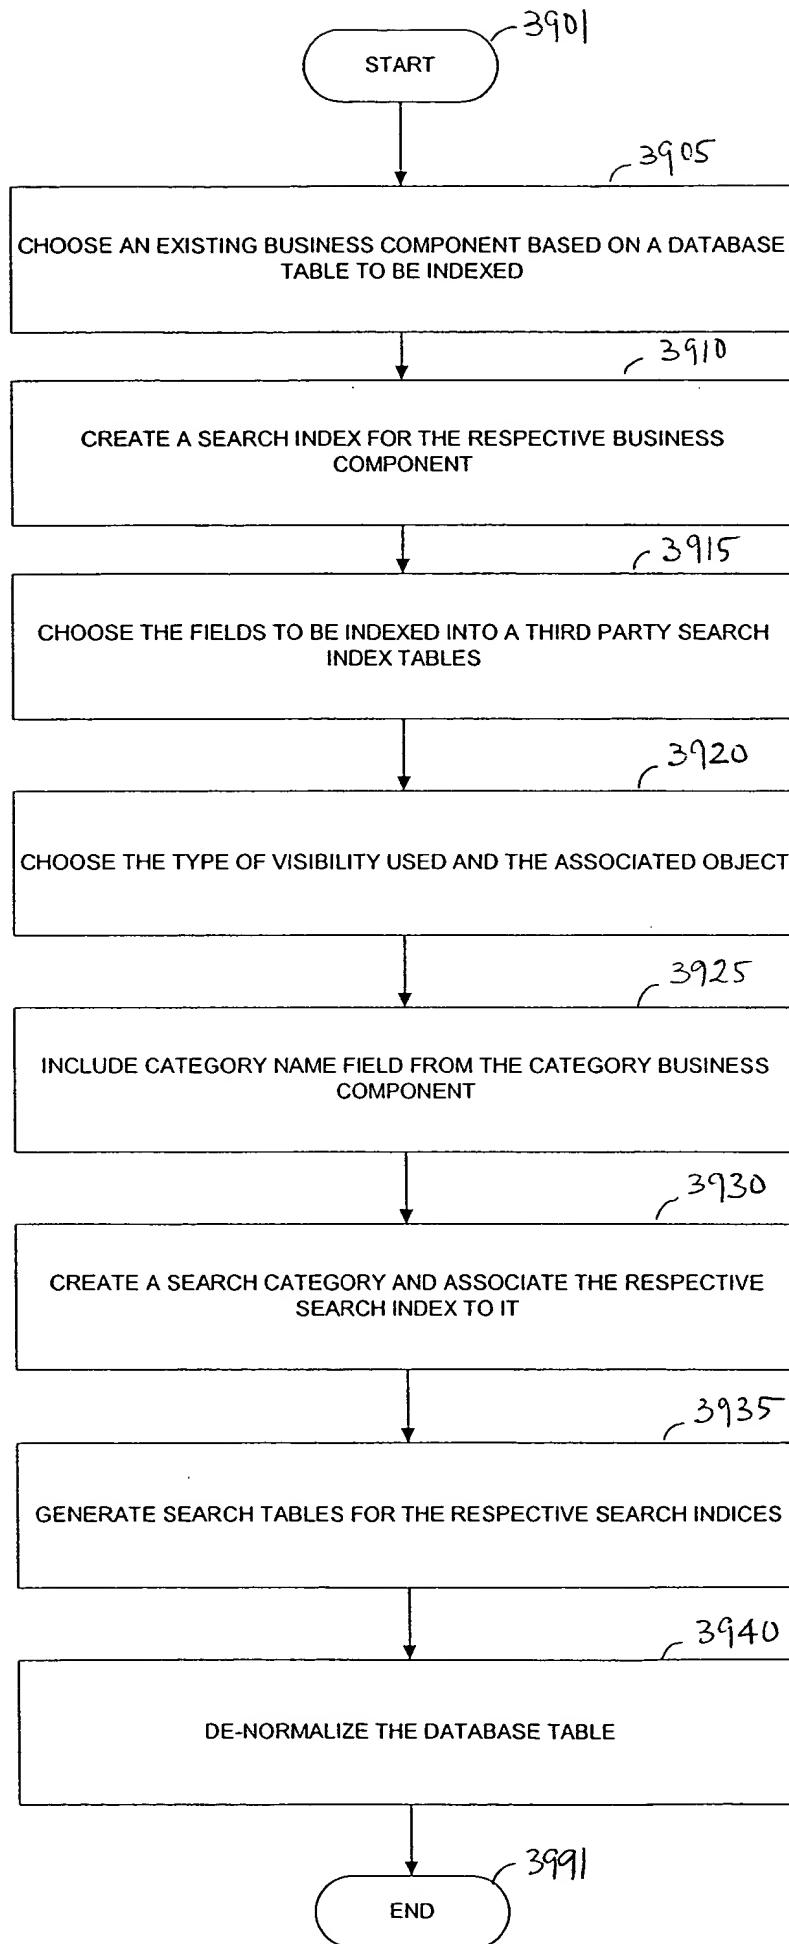 3901
START
3905
CHOOSE AN EXISTING BUSINESS COMPONENT BASED ON A DATABASE
TABLE TO BE INDEXED
3910
CREATE A SEARCH INDEX FOR THE RESPECTIVE BUSINESS
COMPONENT
3915
CHOOSE THE FIELDS TO BE INDEXED INTO A THIRD PARTY SEARCH
INDEX TABLES
3920
CHOOSE THE TYPE OF VISIBILITY USED AND THE ASSOCIATED OBJECT
3925
INCLUDE CATEGORY NAME FIELD FROM THE CATEGORY BUSINESS
COMPONENT
3930
CREATE A SEARCH CATEGORY AND ASSOCIATE THE RESPECTIVE
SEARCH INDEX TO IT
3935
GENERATE SEARCH TABLES FOR THE RESPECTIVE SEARCH INDICES
3940
DE-NORMALIZE THE DATABASE TABLE
3991
END